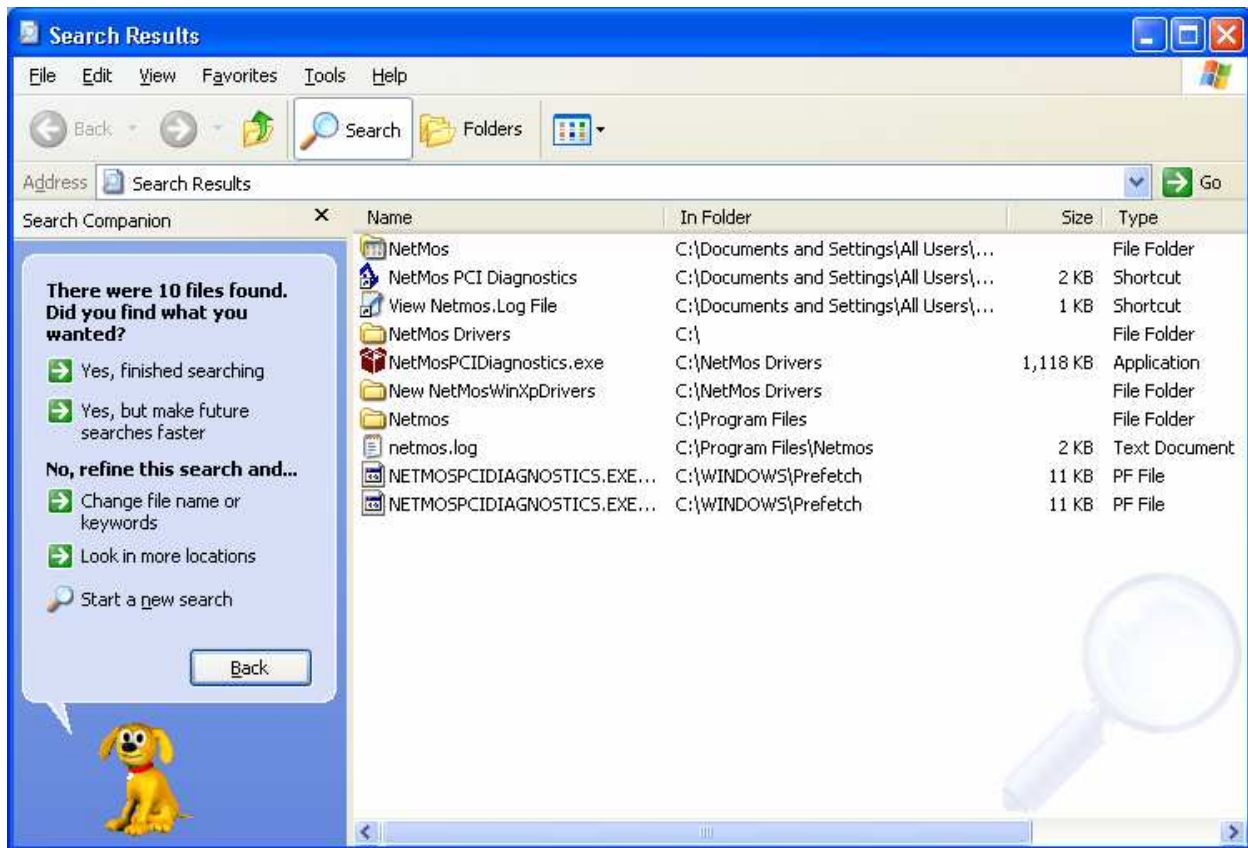 Search Results
File Edit View Favorites Tools Help
Back Search Folders
Address Search Results Go
Search Companion
There were 10 files found.
Did you find what you
wanted?
Yes, finished searching
Yes, but make future
searches faster
No, refine this search and...
Change file name or
keywords
Look in more locations
Start a new search
Back
Name In Folder Size Type
NetMos C:\Documents and Settings\All Users\... File Folder
NetMos PCI Diagnostics C:\Documents and Settings\All Users\... 2 KB Shortcut
View Netmos.Log File C:\Documents and Settings\All Users\... 1 KB Shortcut
NetMos Drivers C:\ File Folder
NetMosPCIDiagnostics.exe C:\NetMos Drivers 1,118 KB Application
New NetMosWinXpDrivers C:\NetMos Drivers File Folder
Netmos C:\Program Files File Folder
netmos.log C:\Program Files\Netmos 2 KB Text Document
NETMOSPCIDIAGNOSTICS.EXE... C:\WINDOWS\Prefetch 11 KB PF File
NETMOSPCIDIAGNOSTICS.EXE... C:\WINDOWS\Prefetch 11 KB PF File